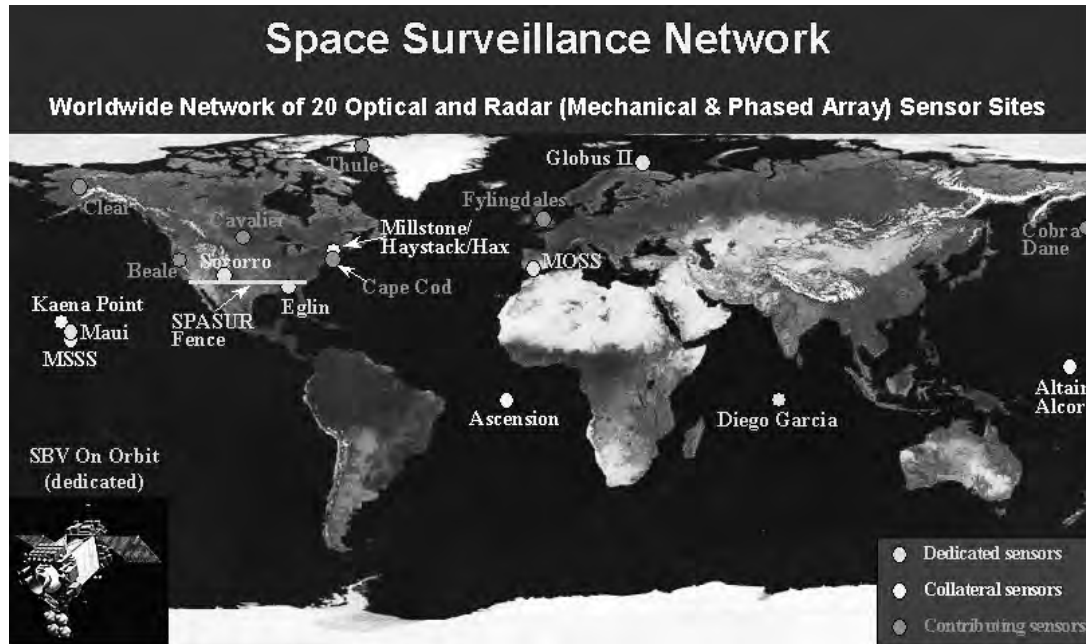 Space Surveillance Network
Worldwide Network of 20 Optical and Radar (Mechanical & Phased Array) Sensor Sites
Thule
Globus II
Clear
Fylingdales
Cavalier
Millstone/
Haystack/Hax
Cobra
Dane
Beale
Socorro
MOSS
Cape Cod
Kaena Point
Eglin
SPASUR
Fence
Maui
MSSS
Altair
Alcor
Ascension
Diego Garcia
SBV On Orbit
(dedicated)
Dedicated sensors
Collateral sensors
Contributing sensors